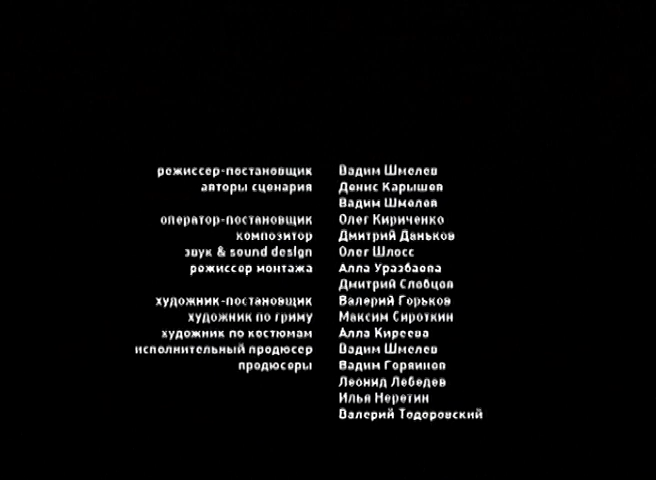 режиссер-постановщик Вадим Шмелев
авторы сценария Денис Карышев
Вадим Шмелев
оператор-постановщик Олег Кириченко
композитор Дмитрий Даньков
звук & sound design Олег Шлосс
режиссер монтажа Алла Уразбаева
Дмитрий Слобцов
художник-постановщик Валерий Горьков
художник по гриму Максим Сироткин
художник по костюмам Алла Киреева
исполнительный продюсер Вадим Шмелев
продюсеры Вадим Горяинов
Леонид Лебедев
Илья Неретин
Валерий Тодоровский